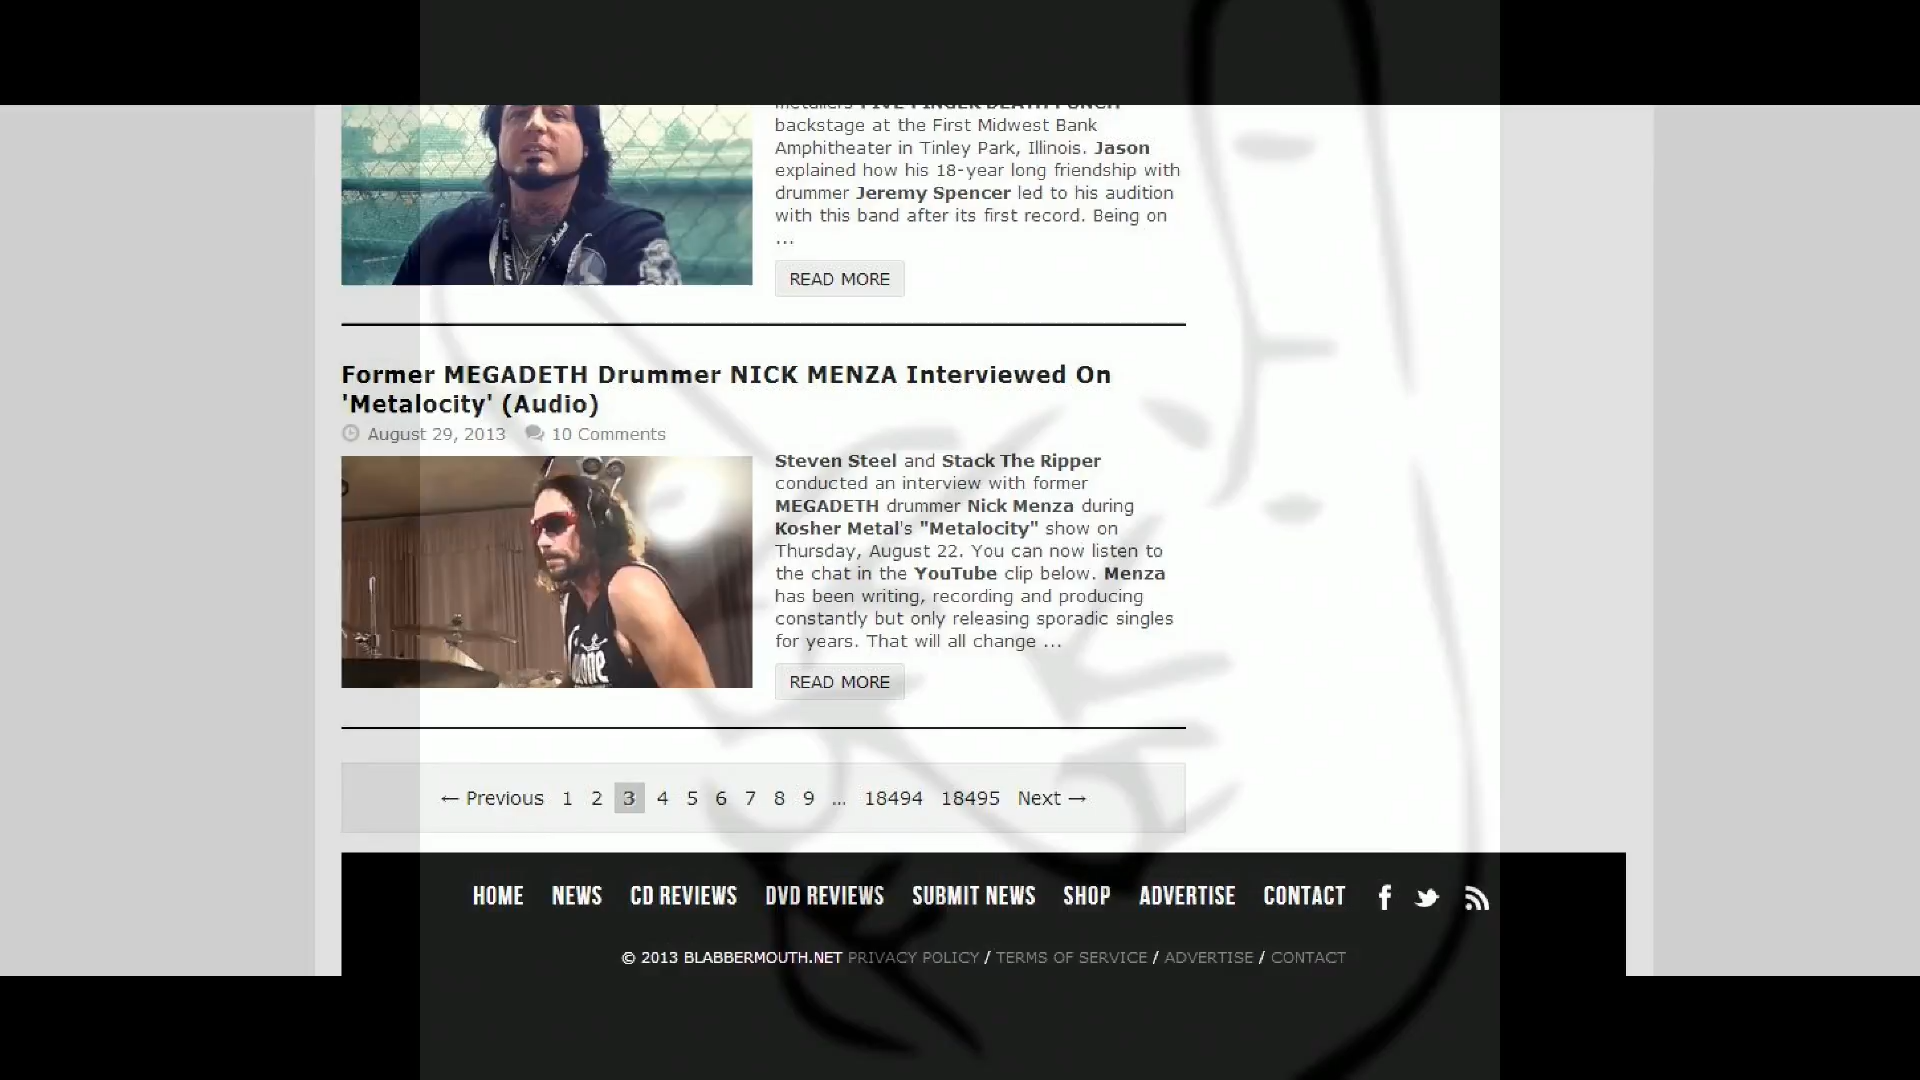 metallers FIVE FINGER DEATH PUNCH
backstage at the First Midwest Bank
Amphitheater in Tinley Park, Illinois. Jason
explained how his 18-year long friendship with
drummer Jeremy Spencer led to his audition
with this band after its first record. Being on
...
READ MORE
Former MEGADETH Drummer NICK MENZA Interviewed On
'Metalocity' (Audio)
August 29, 2013 10 Comments
Steven Steel and Stack The Ripper
conducted an interview with former
MEGADETH drummer Nick Menza during
Kosher Metal's "Metalocity" show on
Thursday, August 22. You can now listen to
the chat in the YouTube clip below. Menza
has been writing, recording and producing
constantly but only releasing sporadic singles
for years. That will all change ...
READ MORE
← Previous 1 2 3 4 5 6 7 8 9 ... 18494 18495 Next →
HOME NEWS CD REVIEWS DVD REVIEWS SUBMIT NEWS SHOP ADVERTISE CONTACT
© 2013 BLABBERMOUTH.NET PRIVACY POLICY / TERMS OF SERVICE / ADVERTISE / CONTACT